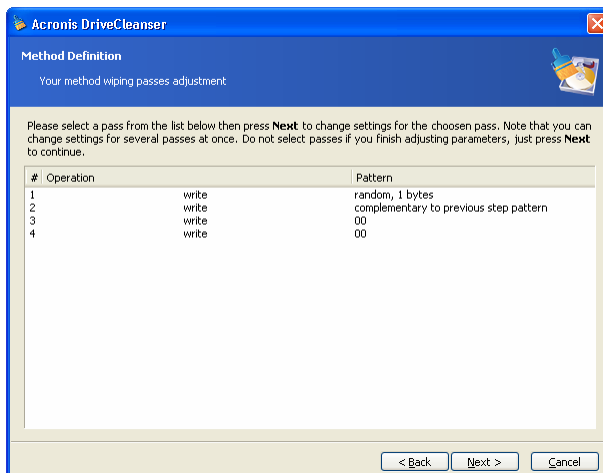 Acronis DriveCleanser
Method Definition
Your method wiping passes adjustment
Please select a pass from the list below then press Next to change settings for the choosen pass. Note that you can
change settings for several passes at once. Do not select passes if you finish adjusting parameters, just press Next
to continue.
# Operation Pattern
1 write random, 1 bytes
2 write complementary to previous step pattern
3 write 00
4 write 00
< Back Next > Cancel